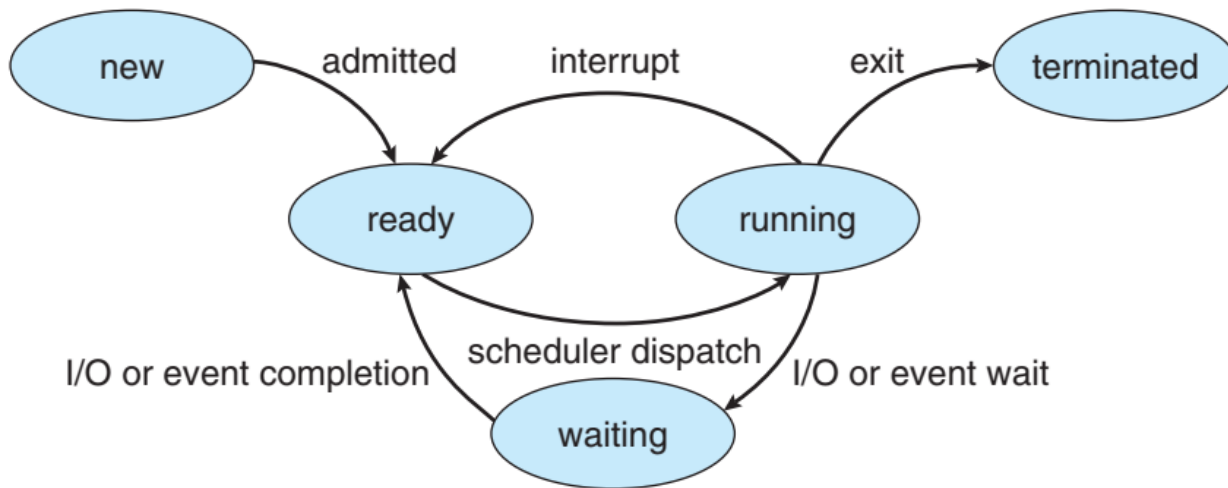 new
admitted
interrupt
exit
terminated
ready
running
scheduler dispatch
I/O or event completion
I/O or event wait
waiting